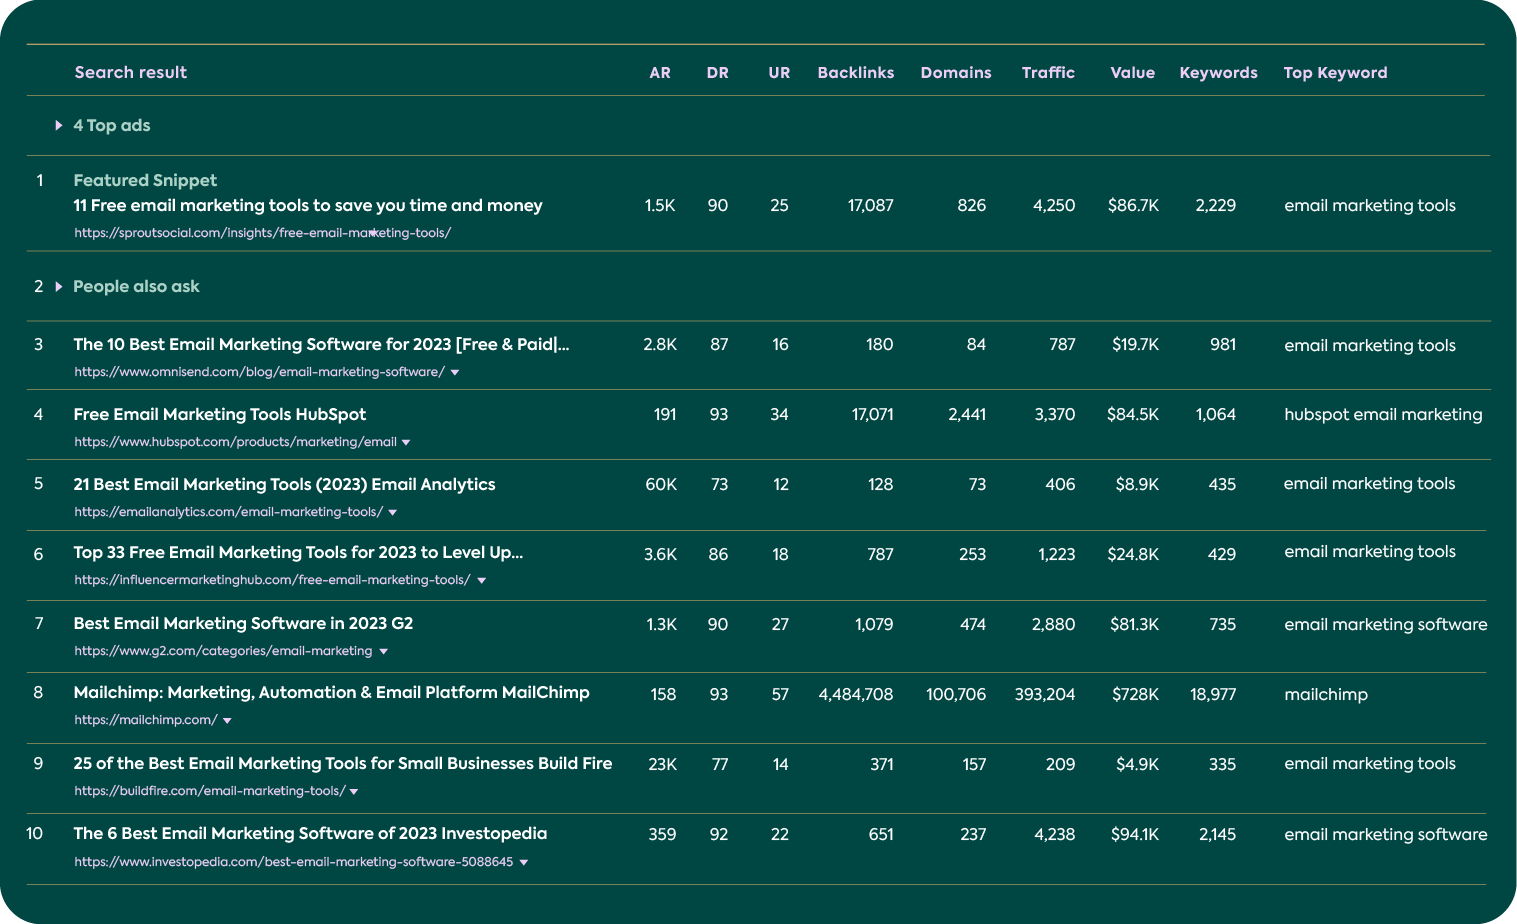 Search result AR DR UR Backlinks Domains Traffic Value Keywords Top Keyword
4 Top ads
1 Featured Snippet
11 Free email marketing tools to save you time and money 1.5K 90 25 17,087 826 4,250 $86.7K 2,229 email marketing tools
https://sproutsocial.com/insights/free-email-marketing-tools/
2 People also ask
3 The 10 Best Email Marketing Software for 2023 [Free & Paid|... 2.8K 87 16 180 84 787 $19.7K 981 email marketing tools
https://www.omnisend.com/blog/email-marketing-software/
4 Free Email Marketing Tools HubSpot 191 93 34 17,071 2,441 3,370 $84.5K 1,064 hubspot email marketing
https://www.hubspot.com/products/marketing/email
5 21 Best Email Marketing Tools (2023) Email Analytics 60K 73 12 128 73 406 $8.9K 435 email marketing tools
https://emailanalytics.com/email-marketing-tools/
6 Top 33 Free Email Marketing Tools for 2023 to Level Up... 3.6K 86 18 787 253 1,223 $24.8K 429 email marketing tools
https://influencermarketinghub.com/free-email-marketing-tools/
7 Best Email Marketing Software in 2023 G2 1.3K 90 27 1,079 474 2,880 $81.3K 735 email marketing software
https://www.g2.com/categories/email-marketing
8 Mailchimp: Marketing, Automation & Email Platform MailChimp 158 93 57 4,484,708 100,706 393,204 $728K 18,977 mailchimp
https://mailchimp.com/
9 25 of the Best Email Marketing Tools for Small Businesses Build Fire 23K 77 14 371 157 209 $4.9K 335 email marketing tools
https://buildfire.com/email-marketing-tools/
10 The 6 Best Email Marketing Software of 2023 Investopedia 359 92 22 651 237 4,238 $94.1K 2,145 email marketing software
https://www.investopedia.com/best-email-marketing-software-5088645